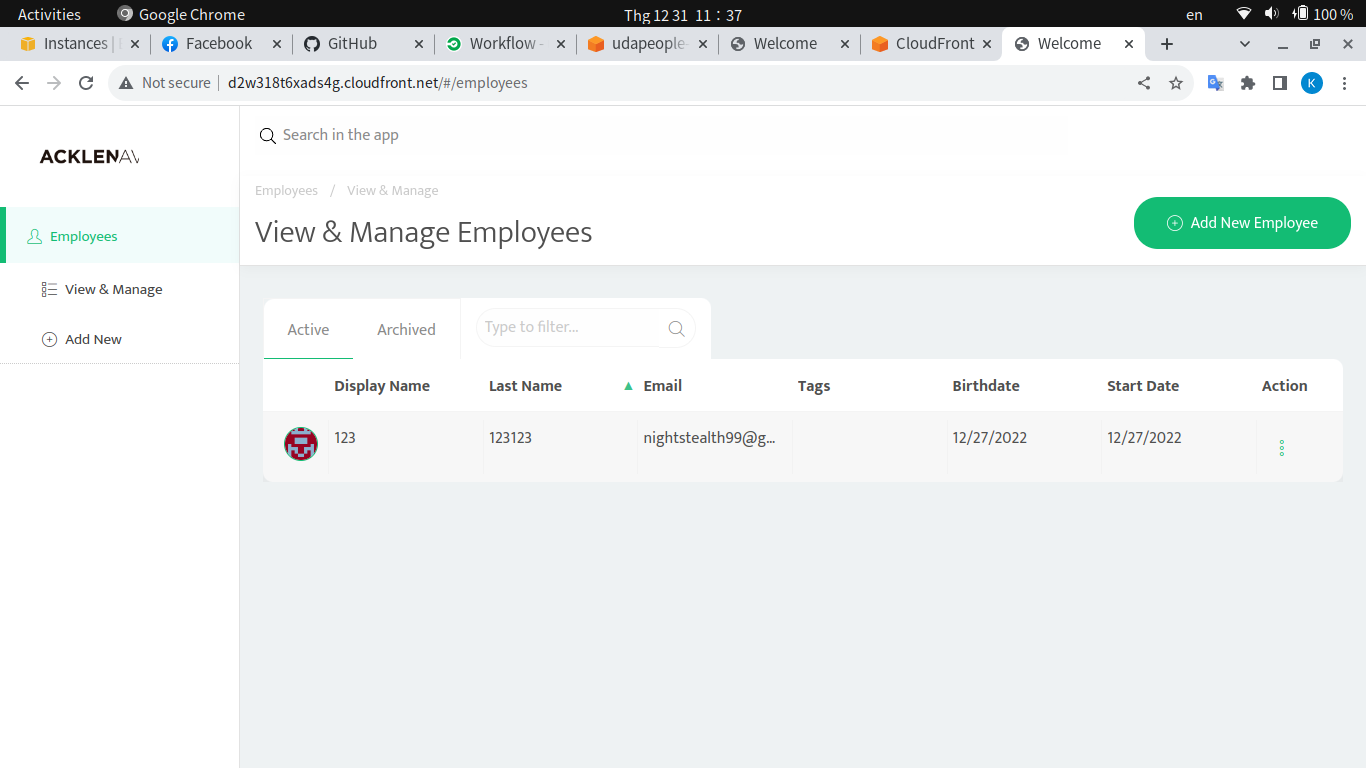 Activities Google Chrome Thg 12 31 11 : 37 en 100 %
Instances | Facebook GitHub Workflow - udapeople- Welcome CloudFront Welcome
Not secure d2w318t6xads4g.cloudfront.net/#/employees K
ACKLENAV
Search in the app
Employees / View & Manage
View & Manage Employees
Add New Employee
Employees
View & Manage
Add New
Active Archived Type to filter...
Display Name Last Name ▲ Email Tags Birthdate Start Date Action
123 123123 nightstealth99@g... 12/27/2022 12/27/2022